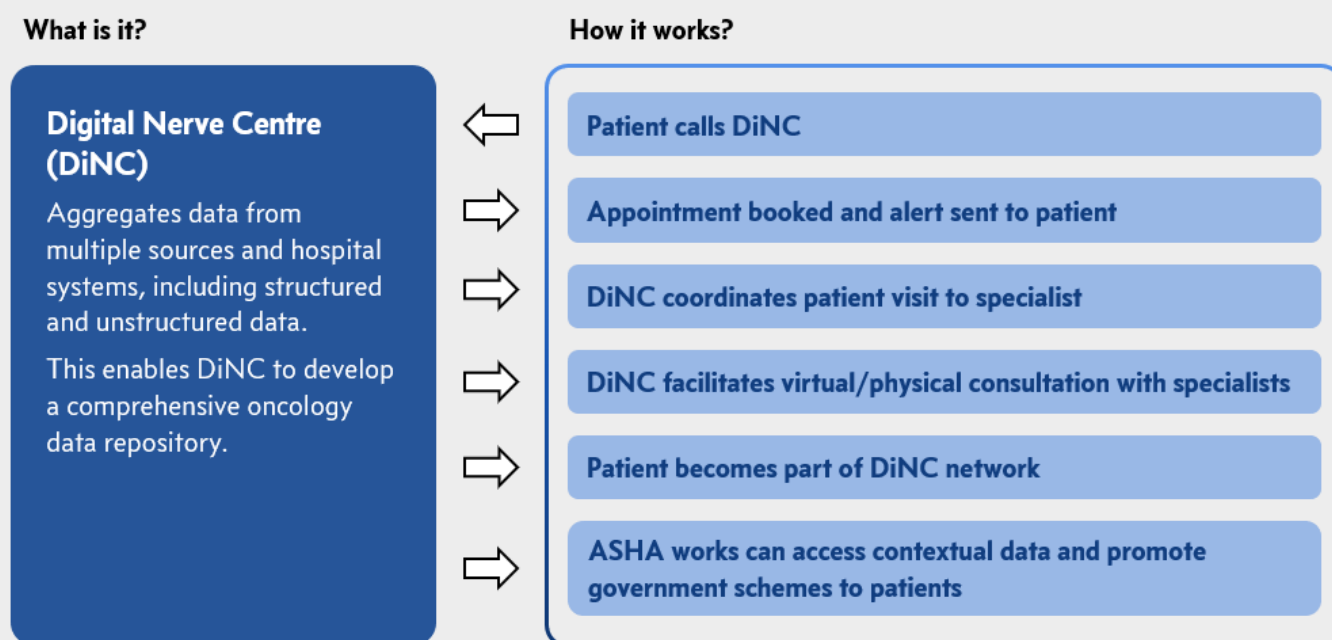 What is it?
Digital Nerve Centre
(DiNC)
Aggregates data from
multiple sources and hospital
systems, including structured
and unstructured data.
This enables DiNC to develop
a comprehensive oncology
data repository.
How it works?
Patient calls DiNC
Appointment booked and alert sent to patient
DiNC coordinates patient visit to specialist
DiNC facilitates virtual/physical consultation with specialists
Patient becomes part of DiNC network
ASHA works can access contextual data and promote
government schemes to patients